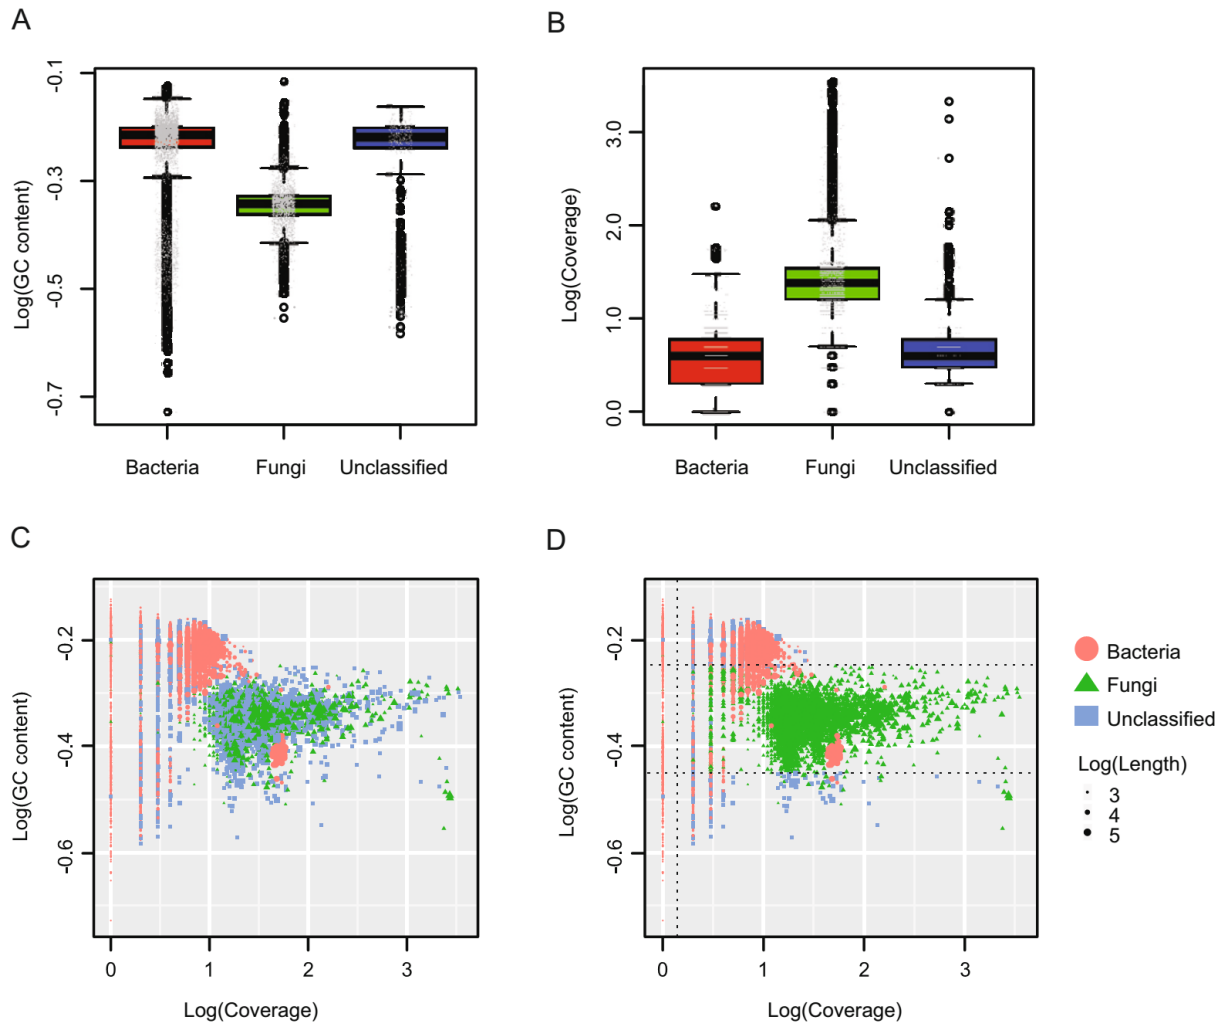 A
B
-0.1
-0.3
-0.5
-0.7
Log(GC content)
Bacteria Fungi Unclassified
3.0
2.0
1.0
0.0
Log(Coverage)
Bacteria Fungi Unclassified
C
D
-0.2
-0.4
-0.6
Log(GC content)
0 1 2 3
Log(Coverage)
-0.2
-0.4
-0.6
Log(GC content)
0 1 2 3
Log(Coverage)
Bacteria
Fungi
Unclassified
Log(Length)
3
4
5